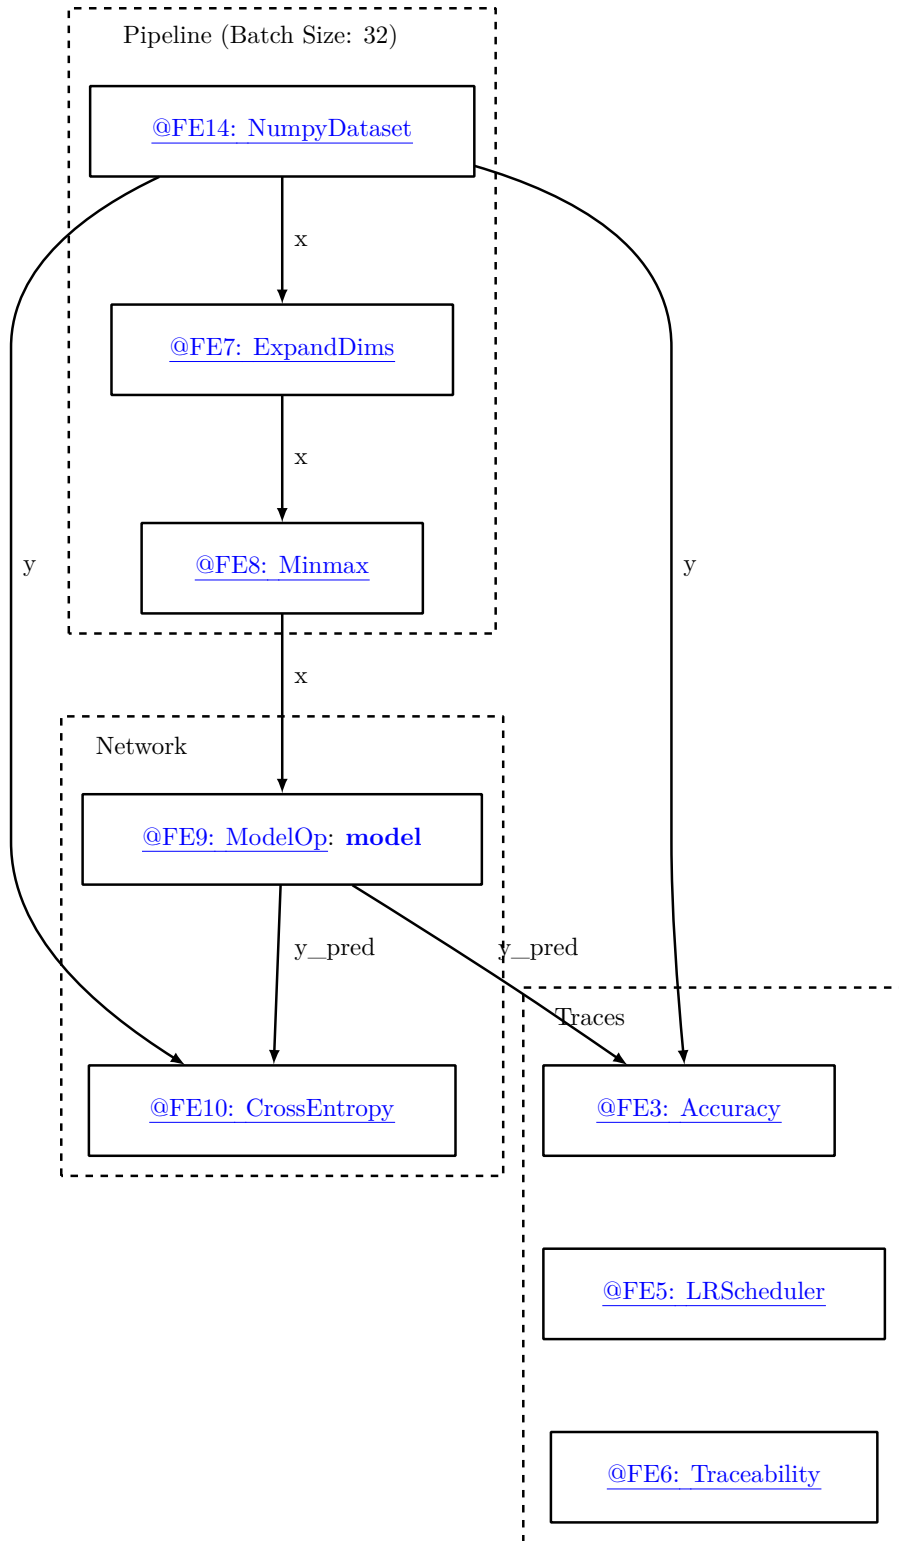 Pipeline (Batch Size: 32)
@FE14: NumpyDataset
x
@FE7: ExpandDims
x
y
@FE8: Minmax
y
x
Network
@FE9: ModelOp: model
y_pred
y_pred
Traces
@FE10: CrossEntropy
@FE3: Accuracy
@FE5: LRScheduler
@FE6: Traceability